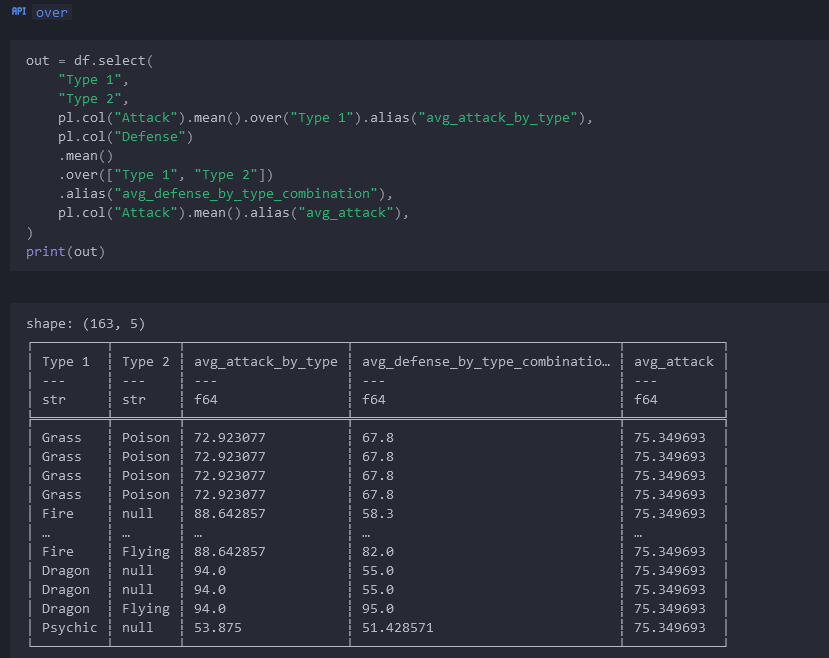 API over
out = df.select(
    "Type 1",
    "Type 2",
    pl.col("Attack").mean().over("Type 1").alias("avg_attack_by_type"),
    pl.col("Defense")
    .mean()
    .over(["Type 1", "Type 2"])
    .alias("avg_defense_by_type_combination"),
    pl.col("Attack").mean().alias("avg_attack"),
)
print(out)
shape: (163, 5)
┌─────────┬────────┬────────────────────┬─────────────────────────────────┬────────────┐
│ Type 1  ┆ Type 2 ┆ avg_attack_by_type ┆ avg_defense_by_type_combinatio… ┆ avg_attack │
│ ---     ┆ ---    ┆ ---                ┆ ---                             ┆ ---        │
│ str     ┆ str    ┆ f64                ┆ f64                             ┆ f64        │
╞═════════╪════════╪════════════════════╪═════════════════════════════════╪════════════╡
│ Grass   ┆ Poison ┆ 72.923077          ┆ 67.8                            ┆ 75.349693  │
│ Grass   ┆ Poison ┆ 72.923077          ┆ 67.8                            ┆ 75.349693  │
│ Grass   ┆ Poison ┆ 72.923077          ┆ 67.8                            ┆ 75.349693  │
│ Grass   ┆ Poison ┆ 72.923077          ┆ 67.8                            ┆ 75.349693  │
│ Fire    ┆ null   ┆ 88.642857          ┆ 58.3                            ┆ 75.349693  │
│ …       ┆ …      ┆ …                  ┆ …                               ┆ …          │
│ Fire    ┆ Flying ┆ 88.642857          ┆ 82.0                            ┆ 75.349693  │
│ Dragon  ┆ null   ┆ 94.0               ┆ 55.0                            ┆ 75.349693  │
│ Dragon  ┆ null   ┆ 94.0               ┆ 55.0                            ┆ 75.349693  │
│ Dragon  ┆ Flying ┆ 94.0               ┆ 95.0                            ┆ 75.349693  │
│ Psychic ┆ null   ┆ 53.875             ┆ 51.428571                       ┆ 75.349693  │
└─────────┴────────┴────────────────────┴─────────────────────────────────┴────────────┘